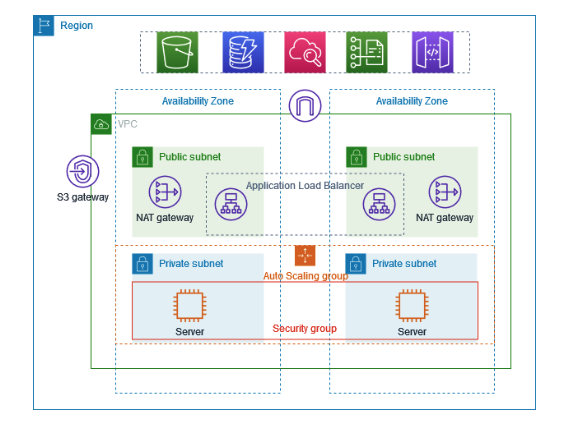 Region
Availability Zone
Availability Zone
VPC
Public subnet
Public subnet
S3 gateway
Application Load Balancer
NAT gateway
NAT gateway
Private subnet
Private subnet
Auto Scaling group
Security group
Server
Server